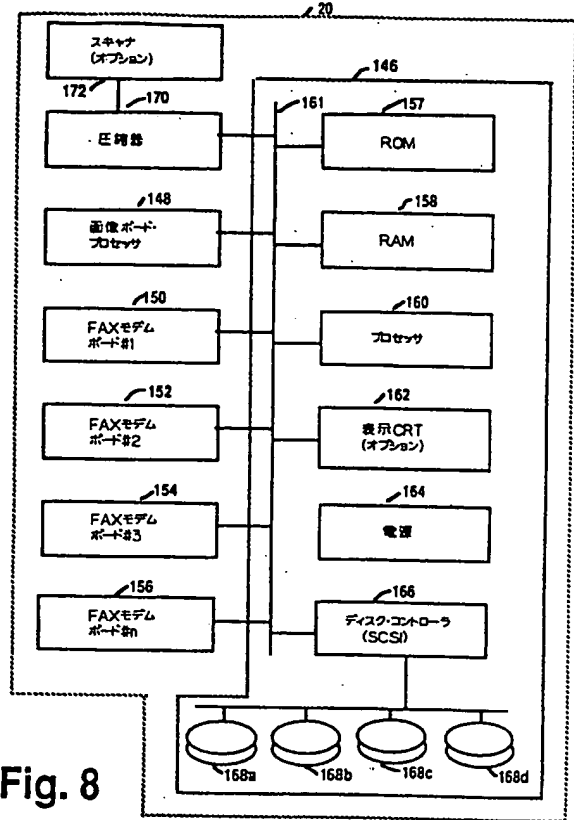 20
スキャナ
(オプション)
172
170
圧縮器
148
画像ボード・
プロセッサ
150
FAXモデム
ボード#1
152
FAXモデム
ボード#2
154
FAXモデム
ボード#3
156
FAXモデム
ボード#n
146
161
157
ROM
158
RAM
160
プロセッサ
162
表示CRT
(オプション)
164
電源
166
ディスク・コントローラ
(SCSI)
168a
168b
168c
168d
Fig. 8